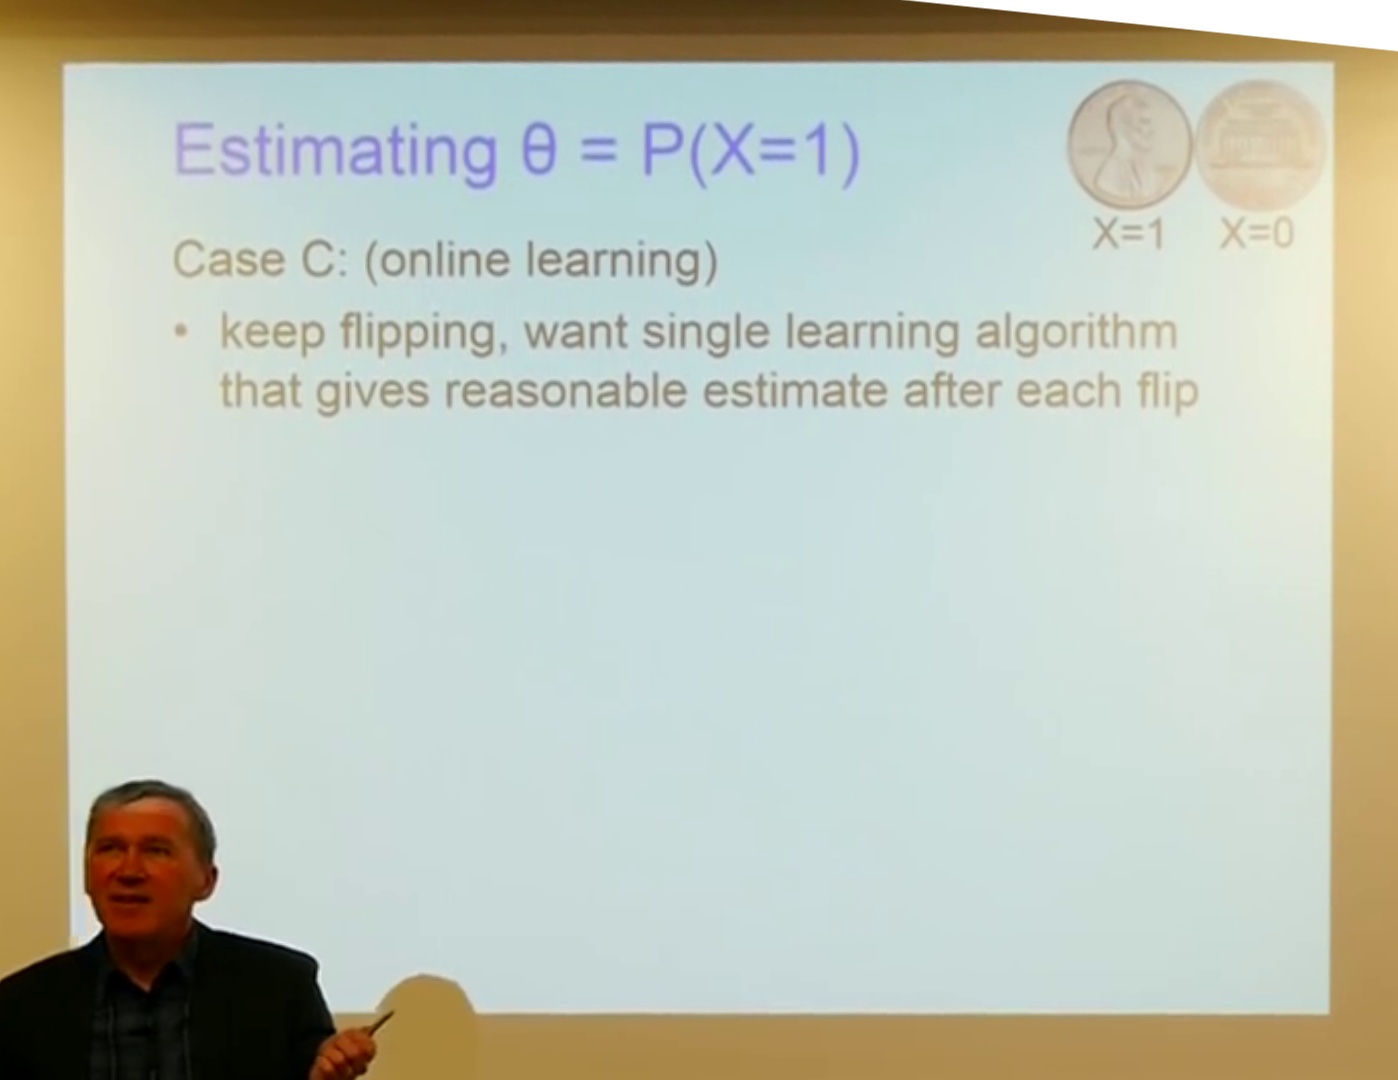 Estimating θ = P(X=1)
X=1 X=0
Case C: (online learning)
• keep flipping, want single learning algorithm
that gives reasonable estimate after each flip